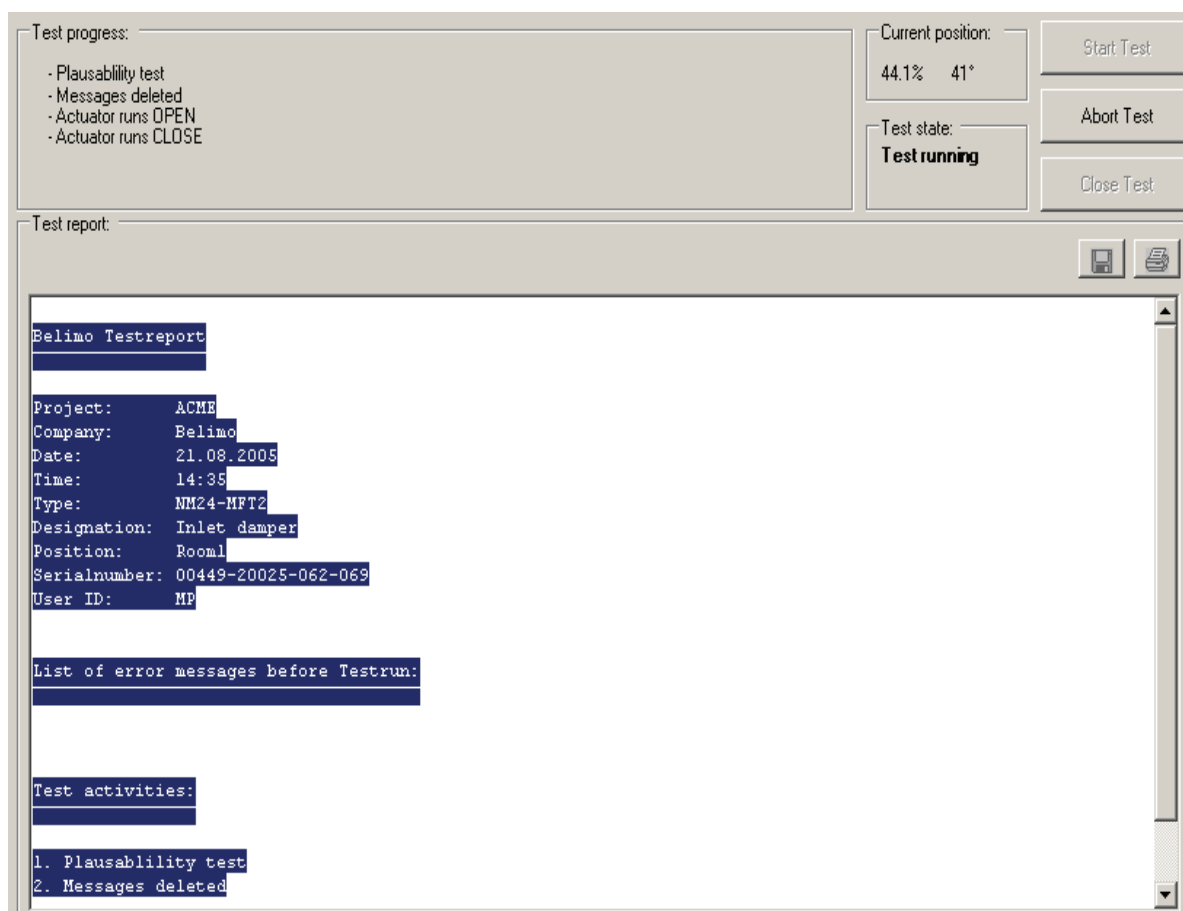 Test progress:
- Plausablility test
- Messages deleted
- Actuator runs OPEN
- Actuator runs CLOSE
Current position:
44.1% 41°
Test state:
Test running
Start Test
Abort Test
Close Test
Test report:
Belimo Testreport
Project: ACME
Company: Belimo
Date: 21.08.2005
Time: 14:35
Type: NM24-MFT2
Designation: Inlet damper
Position: Room1
Serialnumber: 00449-20025-062-069
User ID: MP
List of error messages before Testrun:
Test activities:
1. Plausablility test
2. Messages deleted